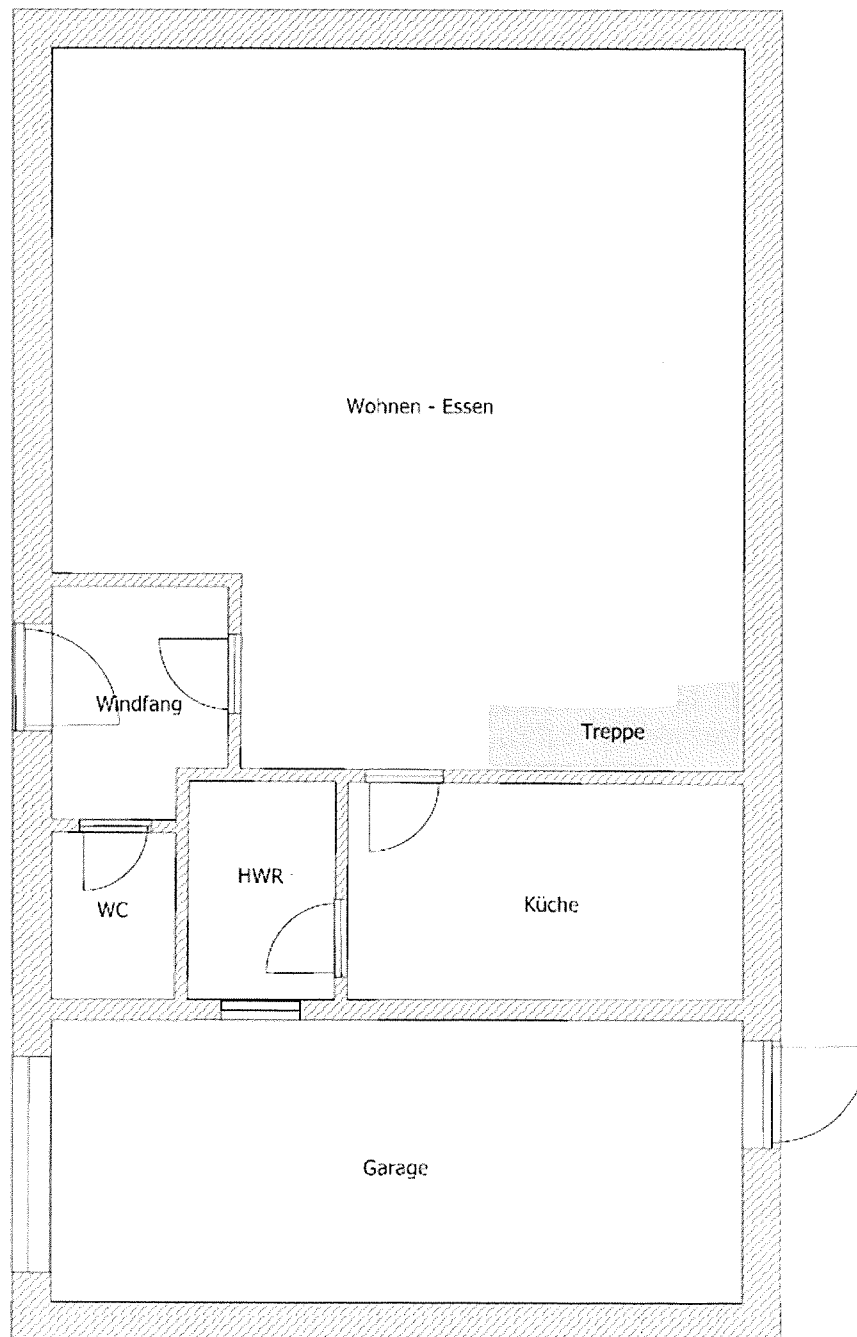 Wohnen - Essen
Windfang
Treppe
HWR
WC
Küche
Garage